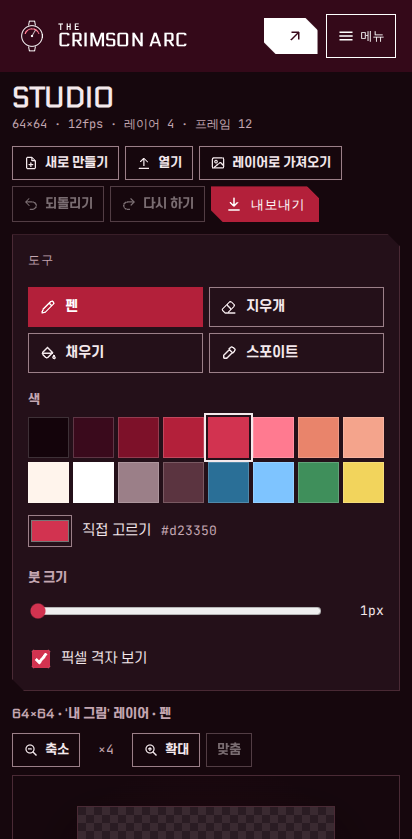 THE
CRIMSON ARC
메뉴
STUDIO
64×64 · 12fps · 레이어 4 · 프레임 12
새로 만들기
열기
레이어로 가져오기
되돌리기
다시 하기
내보내기
도구
펜
지우개
채우기
스포이트
색
직접 고르기 #d23350
붓 크기
1px
픽셀 격자 보기
64×64 · '내 그림' 레이어 · 펜
축소
×4
확대
맞춤